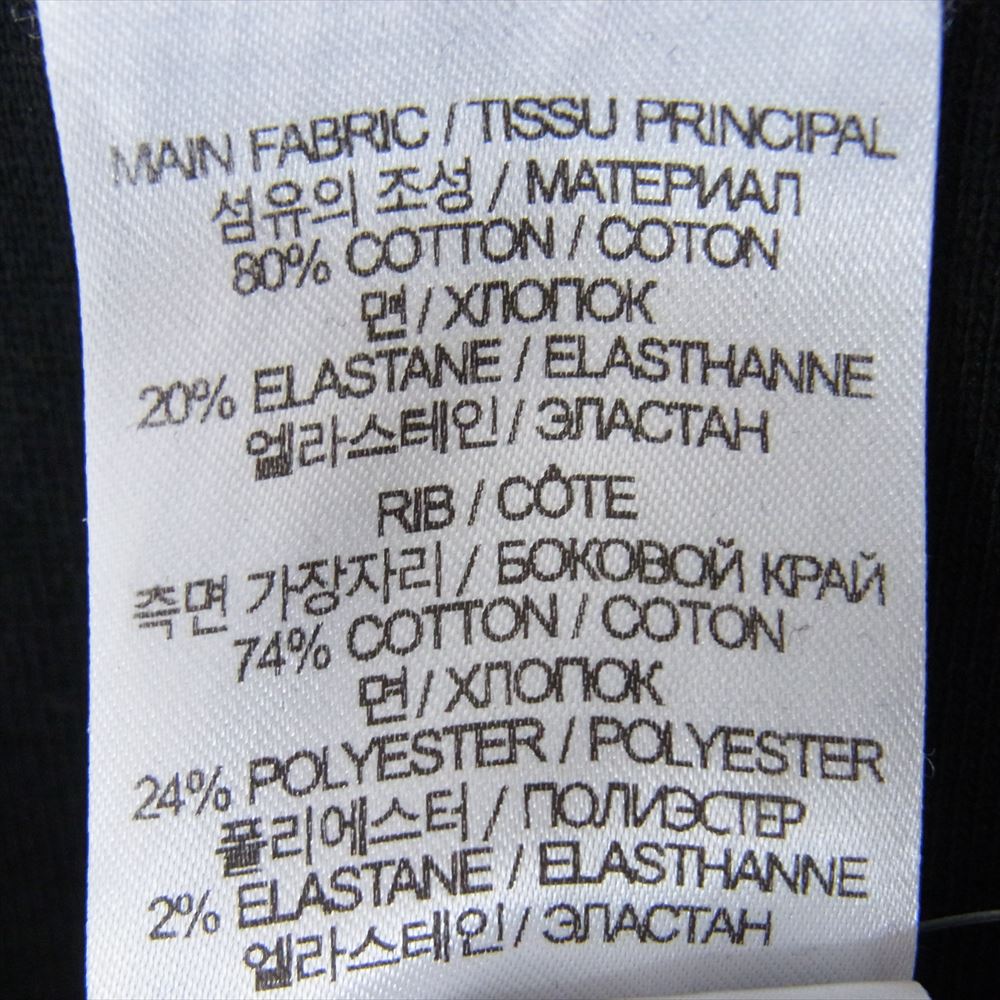 MAIN FABRIC / TISSU PRINCIPAL
섬유의 조성 / МАТЕРИАЛ
80% COTTON / COTON
면 / ХЛОПОК
20% ELASTANE / ELASTHANNE
엘라스테인 / ЭЛАСТАН
RIB / CÔTE
측면 가장자리 / БОКОВОЙ КРАЙ
74% COTTON / COTON
면 / ХЛОПОК
24% POLYESTER / POLYESTER
폴리에스터 / ПОЛИЭСТЕР
2% ELASTANE / ELASTHANNE
엘라스테인 / ЭЛАСТАН